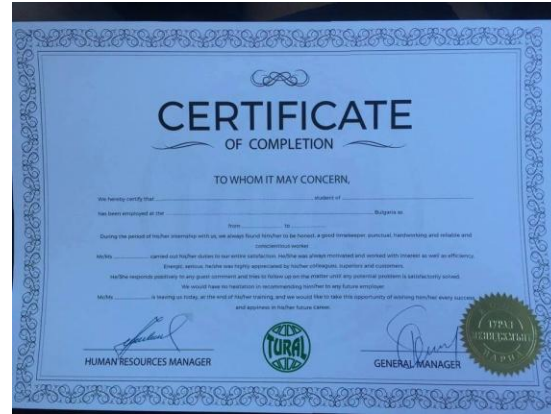 CERTIFICATE
OF COMPLETION
TO WHOM IT MAY CONCERN,
We hereby certify that student of
has been employed at the Bulgaria as
from to
During the period of his/her internship with us, we always found him/her to be honest, a good timekeeper, punctual, hardworking and reliable and
conscientious worker.
Mr/Ms carried out his/her duties to our entire satisfaction. He/She was always motivated and worked with interest as well as efficiency.
Energic, serious, he/she was highly appreciated by his/her colleagues, superiors and customers.
He/She responds positively to any guest comment and tries to follow up on the matter until any potential problem is satisfactorily solved.
We would have no hesitation in recommending him/her to any future employer.
Mr/Ms is leaving us today, at the end of his/her training, and we would like to take this opportunity of wishing him/her every success
and happiness in his/her future career.
TURAL
HUMAN RESOURCES MANAGER
GENERAL MANAGER
ВАРНА